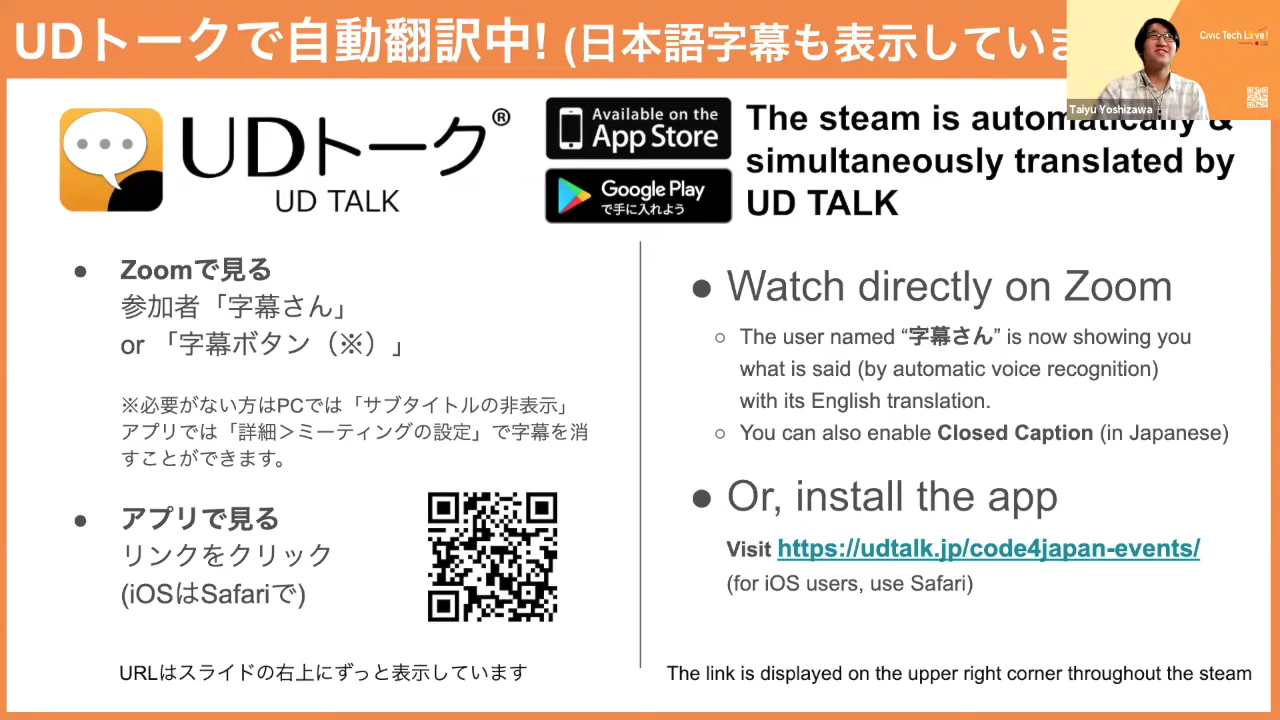 UDトークで自動翻訳中! (日本語字幕も表示していま
Civic Tech Live!
Taiyu Yoshizawa
UDトーク®
UD TALK
Available on the
App Store
Google Play
で手に入れよう
The steam is automatically &
simultaneously translated by
UD TALK
● Zoomで見る
参加者「字幕さん」
or 「字幕ボタン（※）」
※必要がない方はPCでは「サブタイトルの非表示」
アプリでは「詳細＞ミーティングの設定」で字幕を消
すことができます。
● アプリで見る
リンクをクリック
(iOSはSafariで)
URLはスライドの右上にずっと表示しています
● Watch directly on Zoom
○ The user named “字幕さん” is now showing you
what is said (by automatic voice recognition)
with its English translation.
○ You can also enable Closed Caption (in Japanese)
● Or, install the app
Visit https://udtalk.jp/code4japan-events/
(for iOS users, use Safari)
The link is displayed on the upper right corner throughout the steam